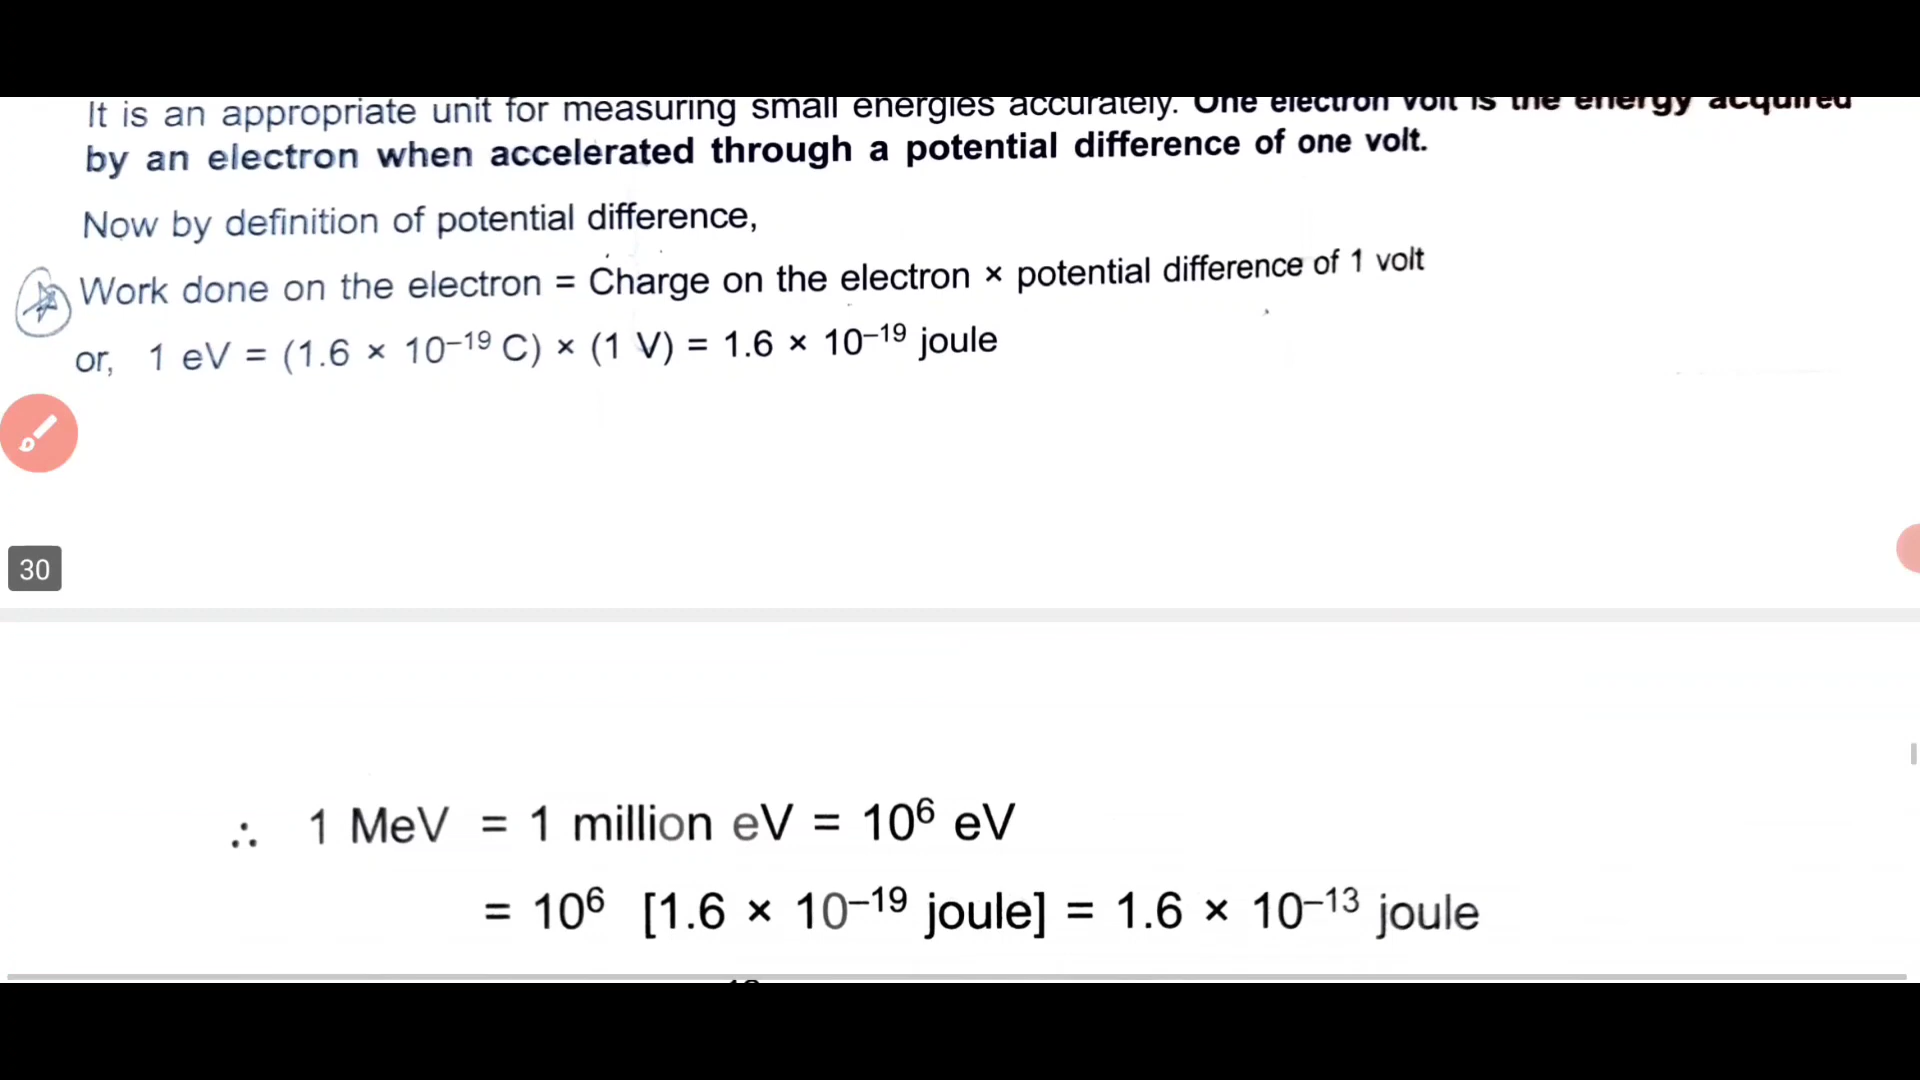 It is an appropriate unit for measuring small energies accurately. One electron volt is the energy acquired
by an electron when accelerated through a potential difference of one volt.
Now by definition of potential difference,
Work done on the electron = Charge on the electron × potential difference of 1 volt
or, 1 eV = (1.6 × 10⁻¹⁹ C) × (1 V) = 1.6 × 10⁻¹⁹ joule
30
∴ 1 MeV = 1 million eV = 10⁶ eV
= 10⁶ [1.6 × 10⁻¹⁹ joule] = 1.6 × 10⁻¹³ joule